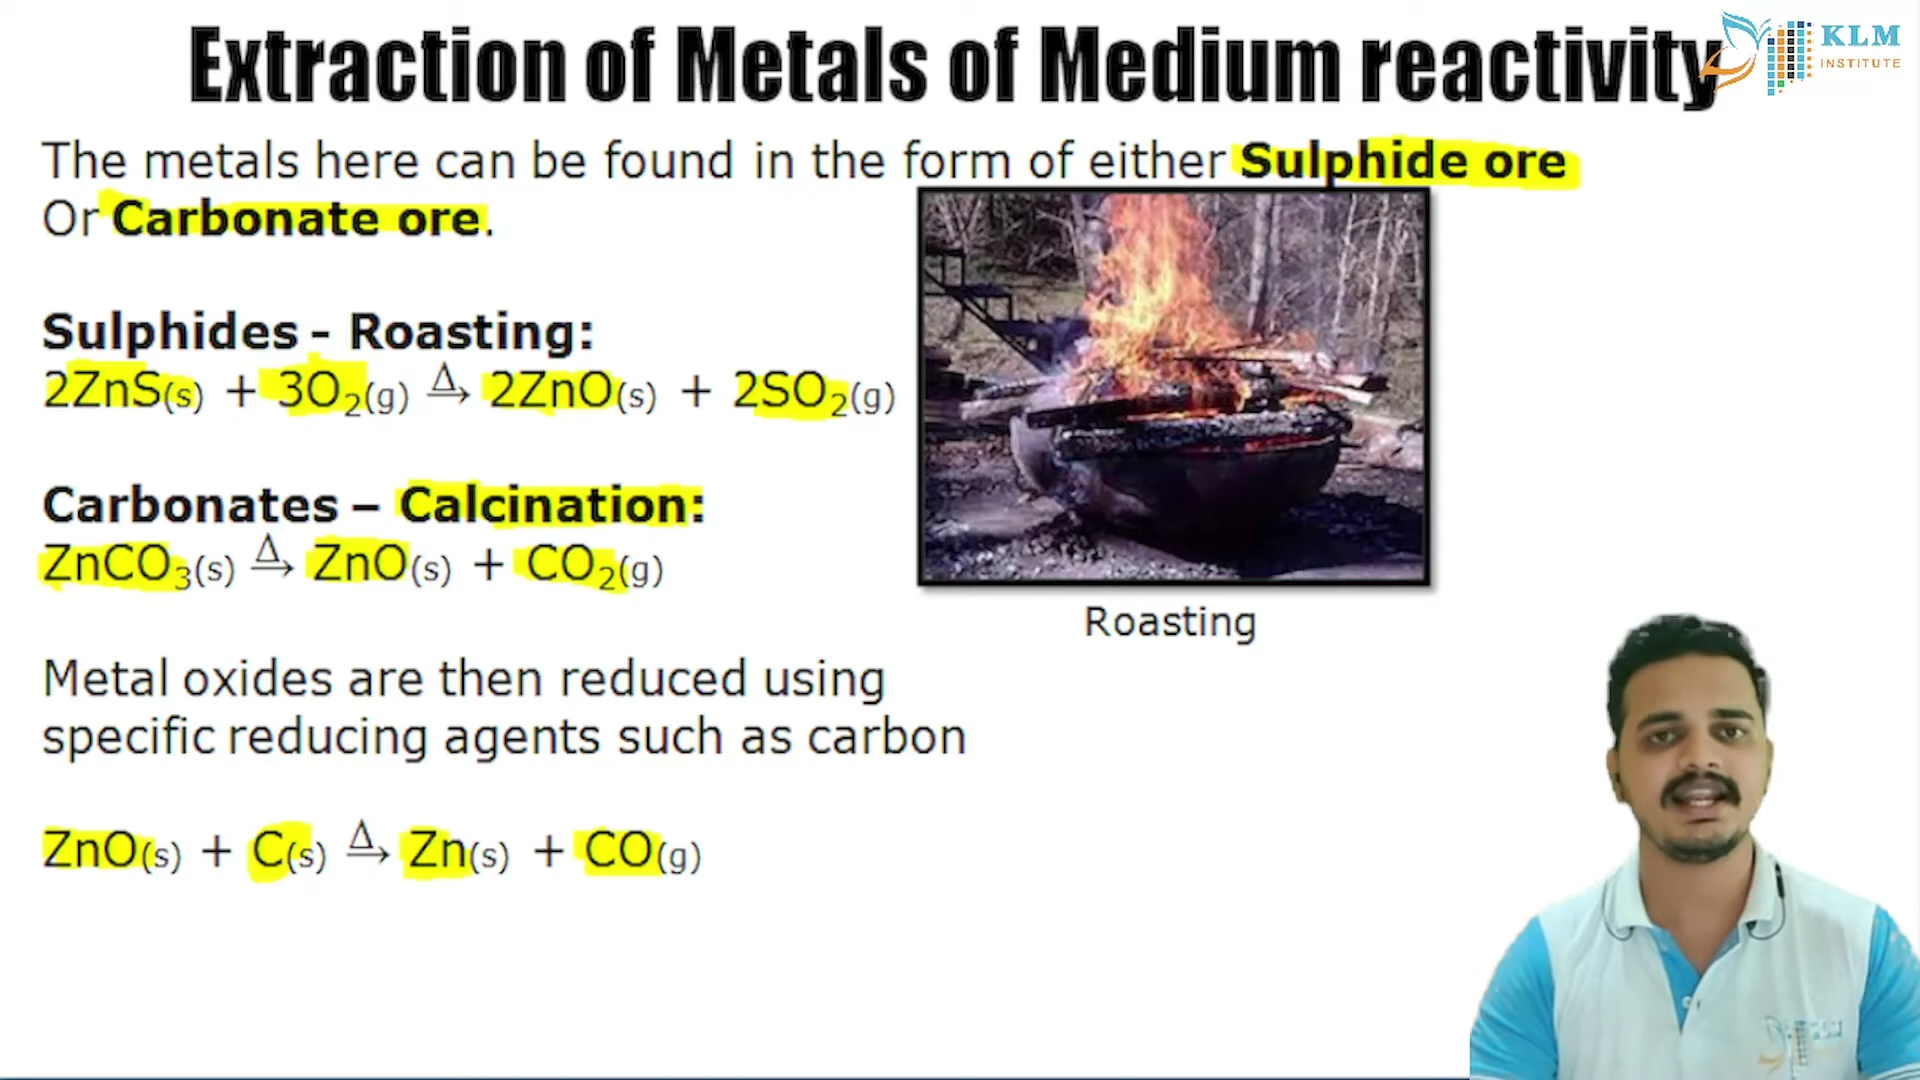 Extraction of Metals of Medium reactivity
KLM
INSTITUTE
The metals here can be found in the form of either Sulphide ore
Or Carbonate ore.
Sulphides - Roasting:
2ZnS(s) + 3O₂(g) Δ→ 2ZnO(s) + 2SO₂(g)
Carbonates – Calcination:
ZnCO₃(s) Δ→ ZnO(s) + CO₂(g)
Roasting
Metal oxides are then reduced using
specific reducing agents such as carbon
ZnO(s) + C(s) Δ→ Zn(s) + CO(g)